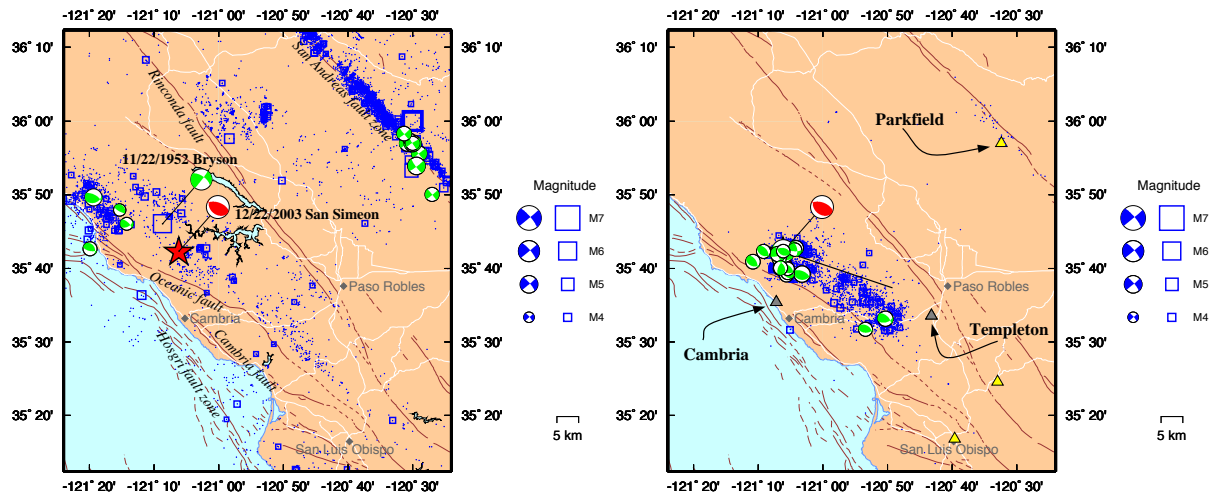 -121° 20' -121° 10' -121° 00' -120° 50' -120° 40' -120° 30'
36° 10' 36° 10'
36° 00' 36° 00'
35° 50' 35° 50'
35° 40' 35° 40'
35° 30' 35° 30'
35° 20' 35° 20'
San Andreas fault zone
Rinconda fault
11/22/1952 Bryson
12/22/2003 San Simeon
Oceanic fault
Paso Robles
Cambria
Cambria fault
Hosgri fault zone
San Luis Obispo
-121° 20' -121° 10' -121° 00' -120° 50' -120° 40' -120° 30'
Magnitude
M7
M6
M5
M4
5 km
-121° 20' -121° 10' -121° 00' -120° 50' -120° 40' -120° 30'
36° 10' 36° 10'
36° 00' 36° 00'
35° 50' 35° 50'
35° 40' 35° 40'
35° 30' 35° 30'
35° 20' 35° 20'
Parkfield
Paso Robles
Cambria
Templeton
Cambria
San Luis Obispo
-121° 20' -121° 10' -121° 00' -120° 50' -120° 40' -120° 30'
Magnitude
M7
M6
M5
M4
5 km